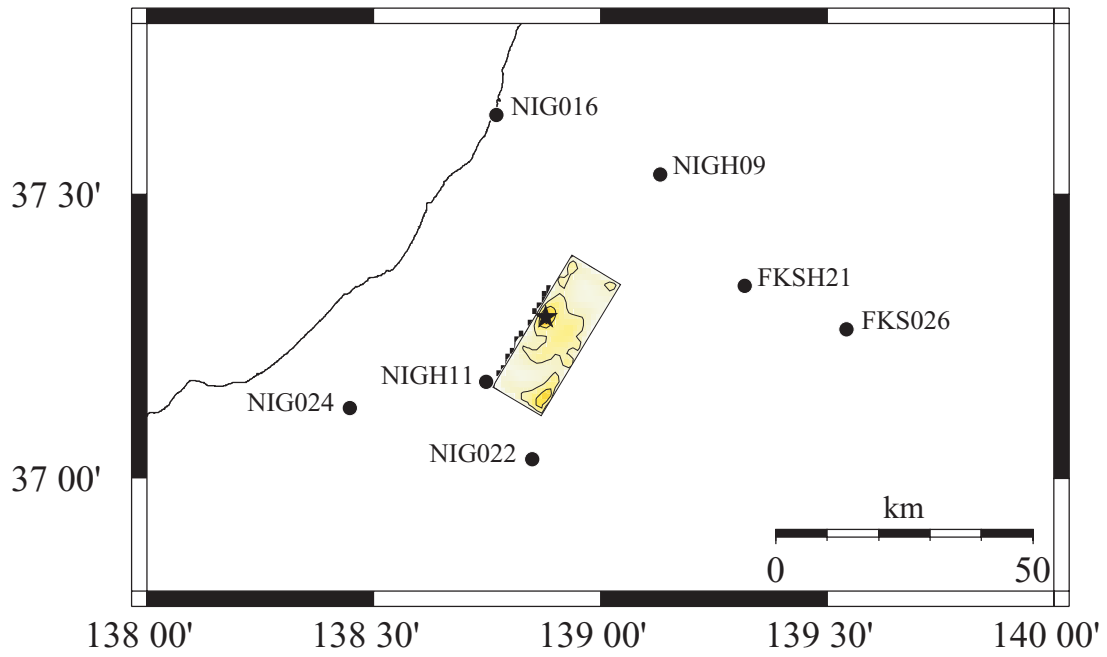 NIG016
NIGH09
37 30'
FKSH21
FKS026
NIGH11
NIG024
NIG022
37 00'
km
0 50
138 00' 138 30' 139 00' 139 30' 140 00'